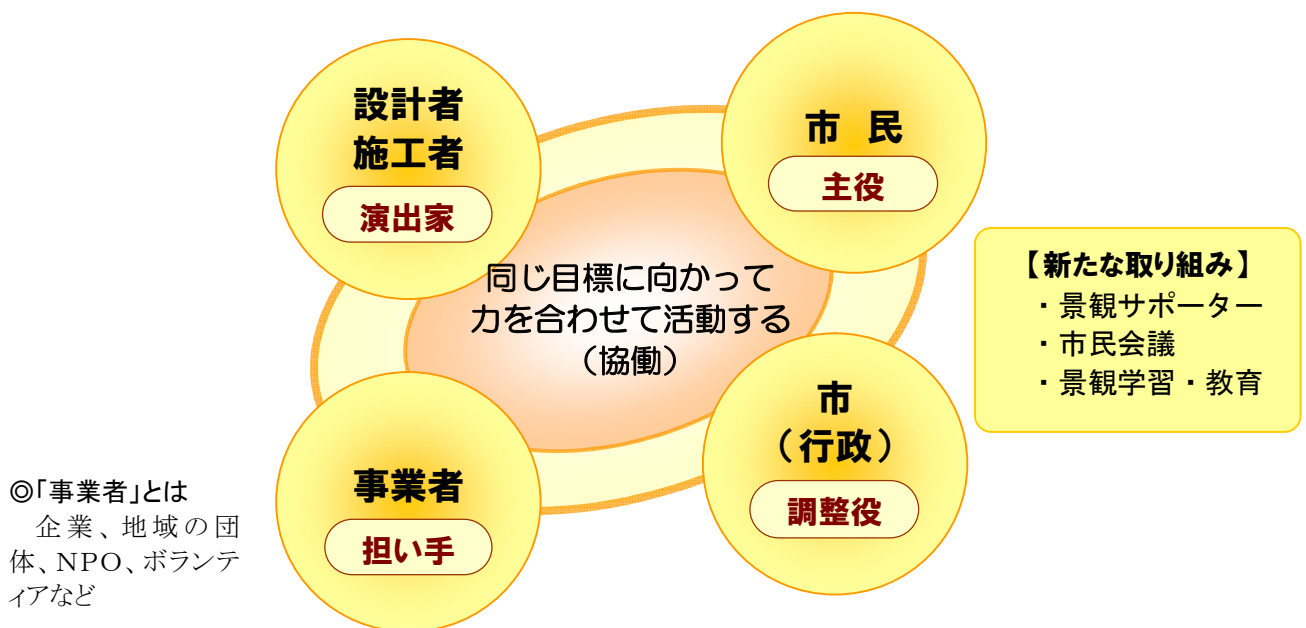 設計者
施工者
演出家
市 民
主役
同じ目標に向かって
力を合わせて活動する
（協働）
【新たな取り組み】
・景観サポーター
・市民会議
・景観学習・教育
事業者
担い手
市
（行政）
調整役
◎「事業者」とは
　企業、地域の団
体、NPO、ボランテ
ィアなど